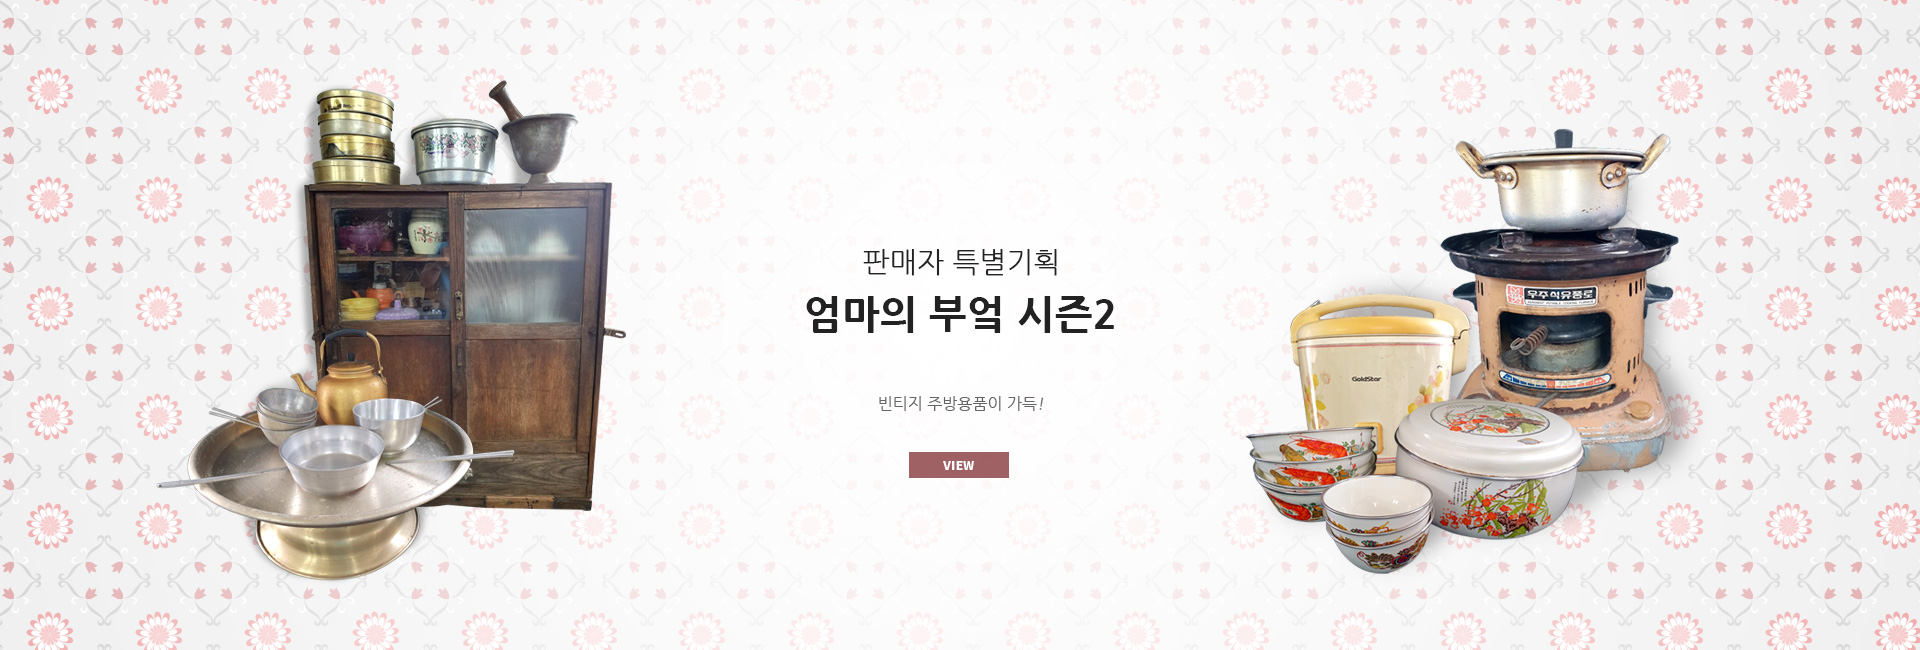 판매자 특별기획
엄마의 부엌 시즌2
빈티지 주방용품이 가득!
VIEW
우주석유풍로
GoldStar